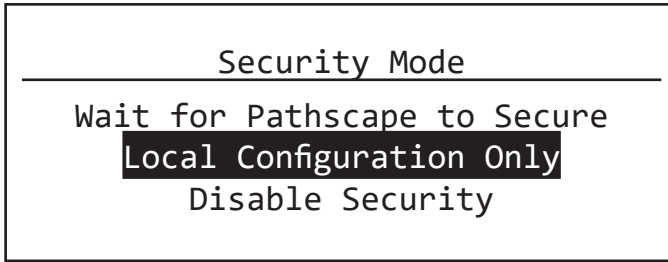 Security Mode
Wait for Pathscape to Secure
Local Configuration Only
Disable Security